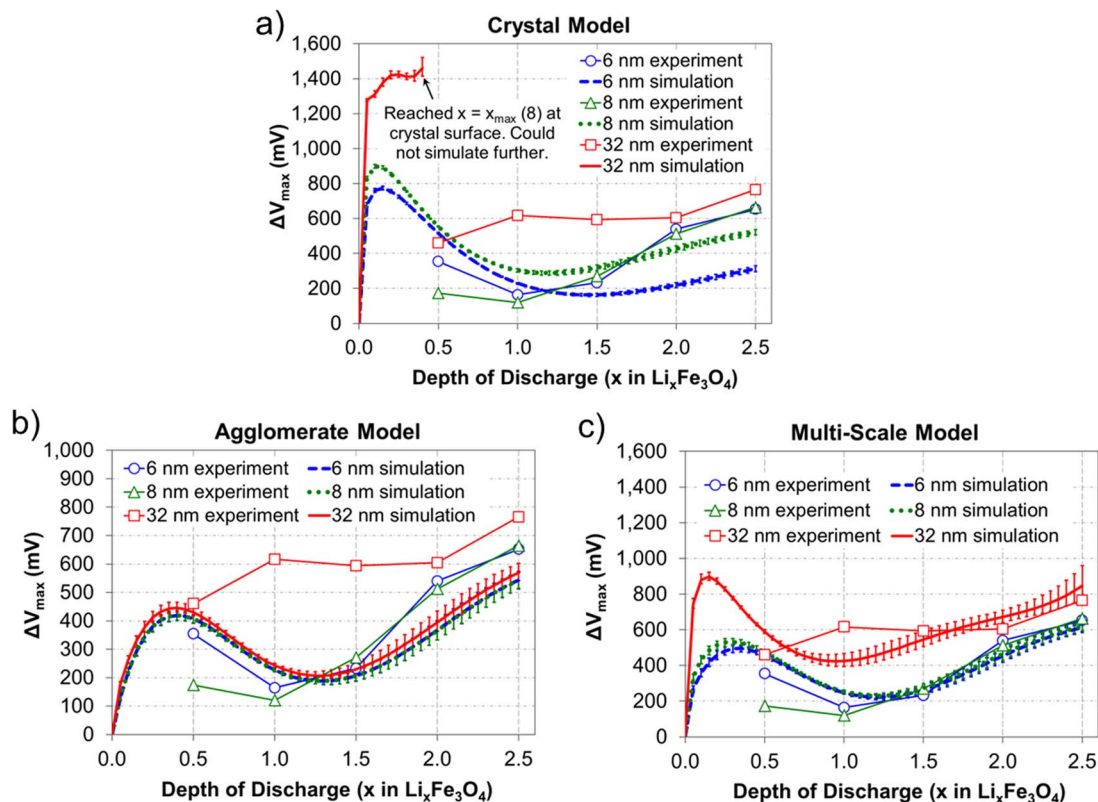 a)
Crystal Model
1,600
1,400
1,200
1,000
800
600
400
200
0
ΔVmax (mV)
6 nm experiment
6 nm simulation
8 nm experiment
8 nm simulation
32 nm experiment
32 nm simulation
Reached x = xmax (8) at
crystal surface. Could
not simulate further.
0.0 0.5 1.0 1.5 2.0 2.5
Depth of Discharge (x in LixFe3O4)
b)
Agglomerate Model
1,000
900
800
700
600
500
400
300
200
100
0
ΔVmax (mV)
6 nm experiment 6 nm simulation
8 nm experiment 8 nm simulation
32 nm experiment 32 nm simulation
0.0 0.5 1.0 1.5 2.0 2.5
Depth of Discharge (x in LixFe3O4)
c)
Multi-Scale Model
1,600
1,400
1,200
1,000
800
600
400
200
0
ΔVmax (mV)
6 nm experiment 6 nm simulation
8 nm experiment 8 nm simulation
32 nm experiment 32 nm simulation
0.0 0.5 1.0 1.5 2.0 2.5
Depth of Discharge (x in LixFe3O4)